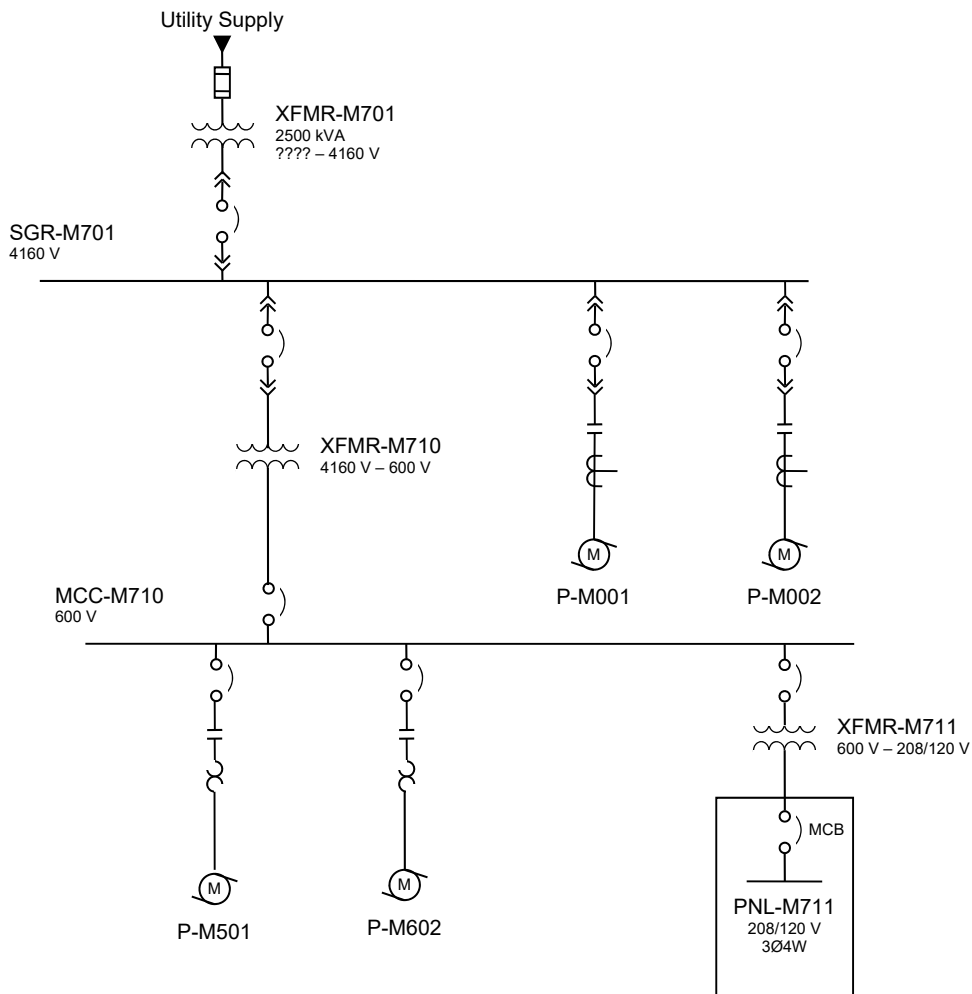 Utility Supply
XFMR-M701
2500 kVA
???? – 4160 V
SGR-M701
4160 V
XFMR-M710
4160 V – 600 V
M
M
P-M001
P-M002
MCC-M710
600 V
XFMR-M711
600 V – 208/120 V
MCB
M
M
P-M501
P-M602
PNL-M711
208/120 V
3Ø4W